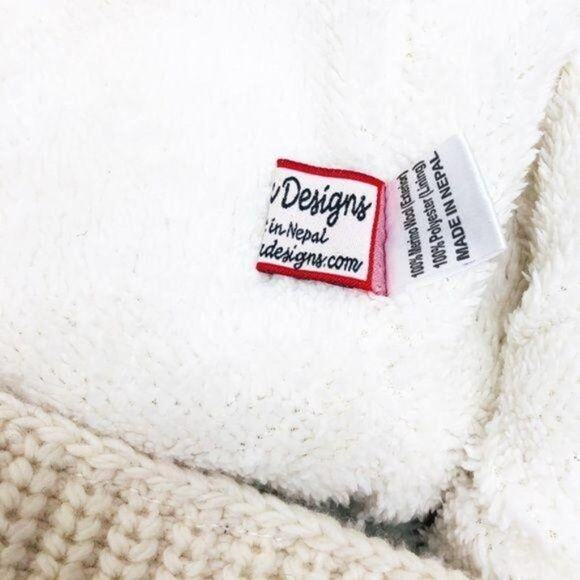 Designs
in Nepal
designs.com
100% Merino Wool (Exterior)
100% Polyester (Lining)
MADE IN NEPAL